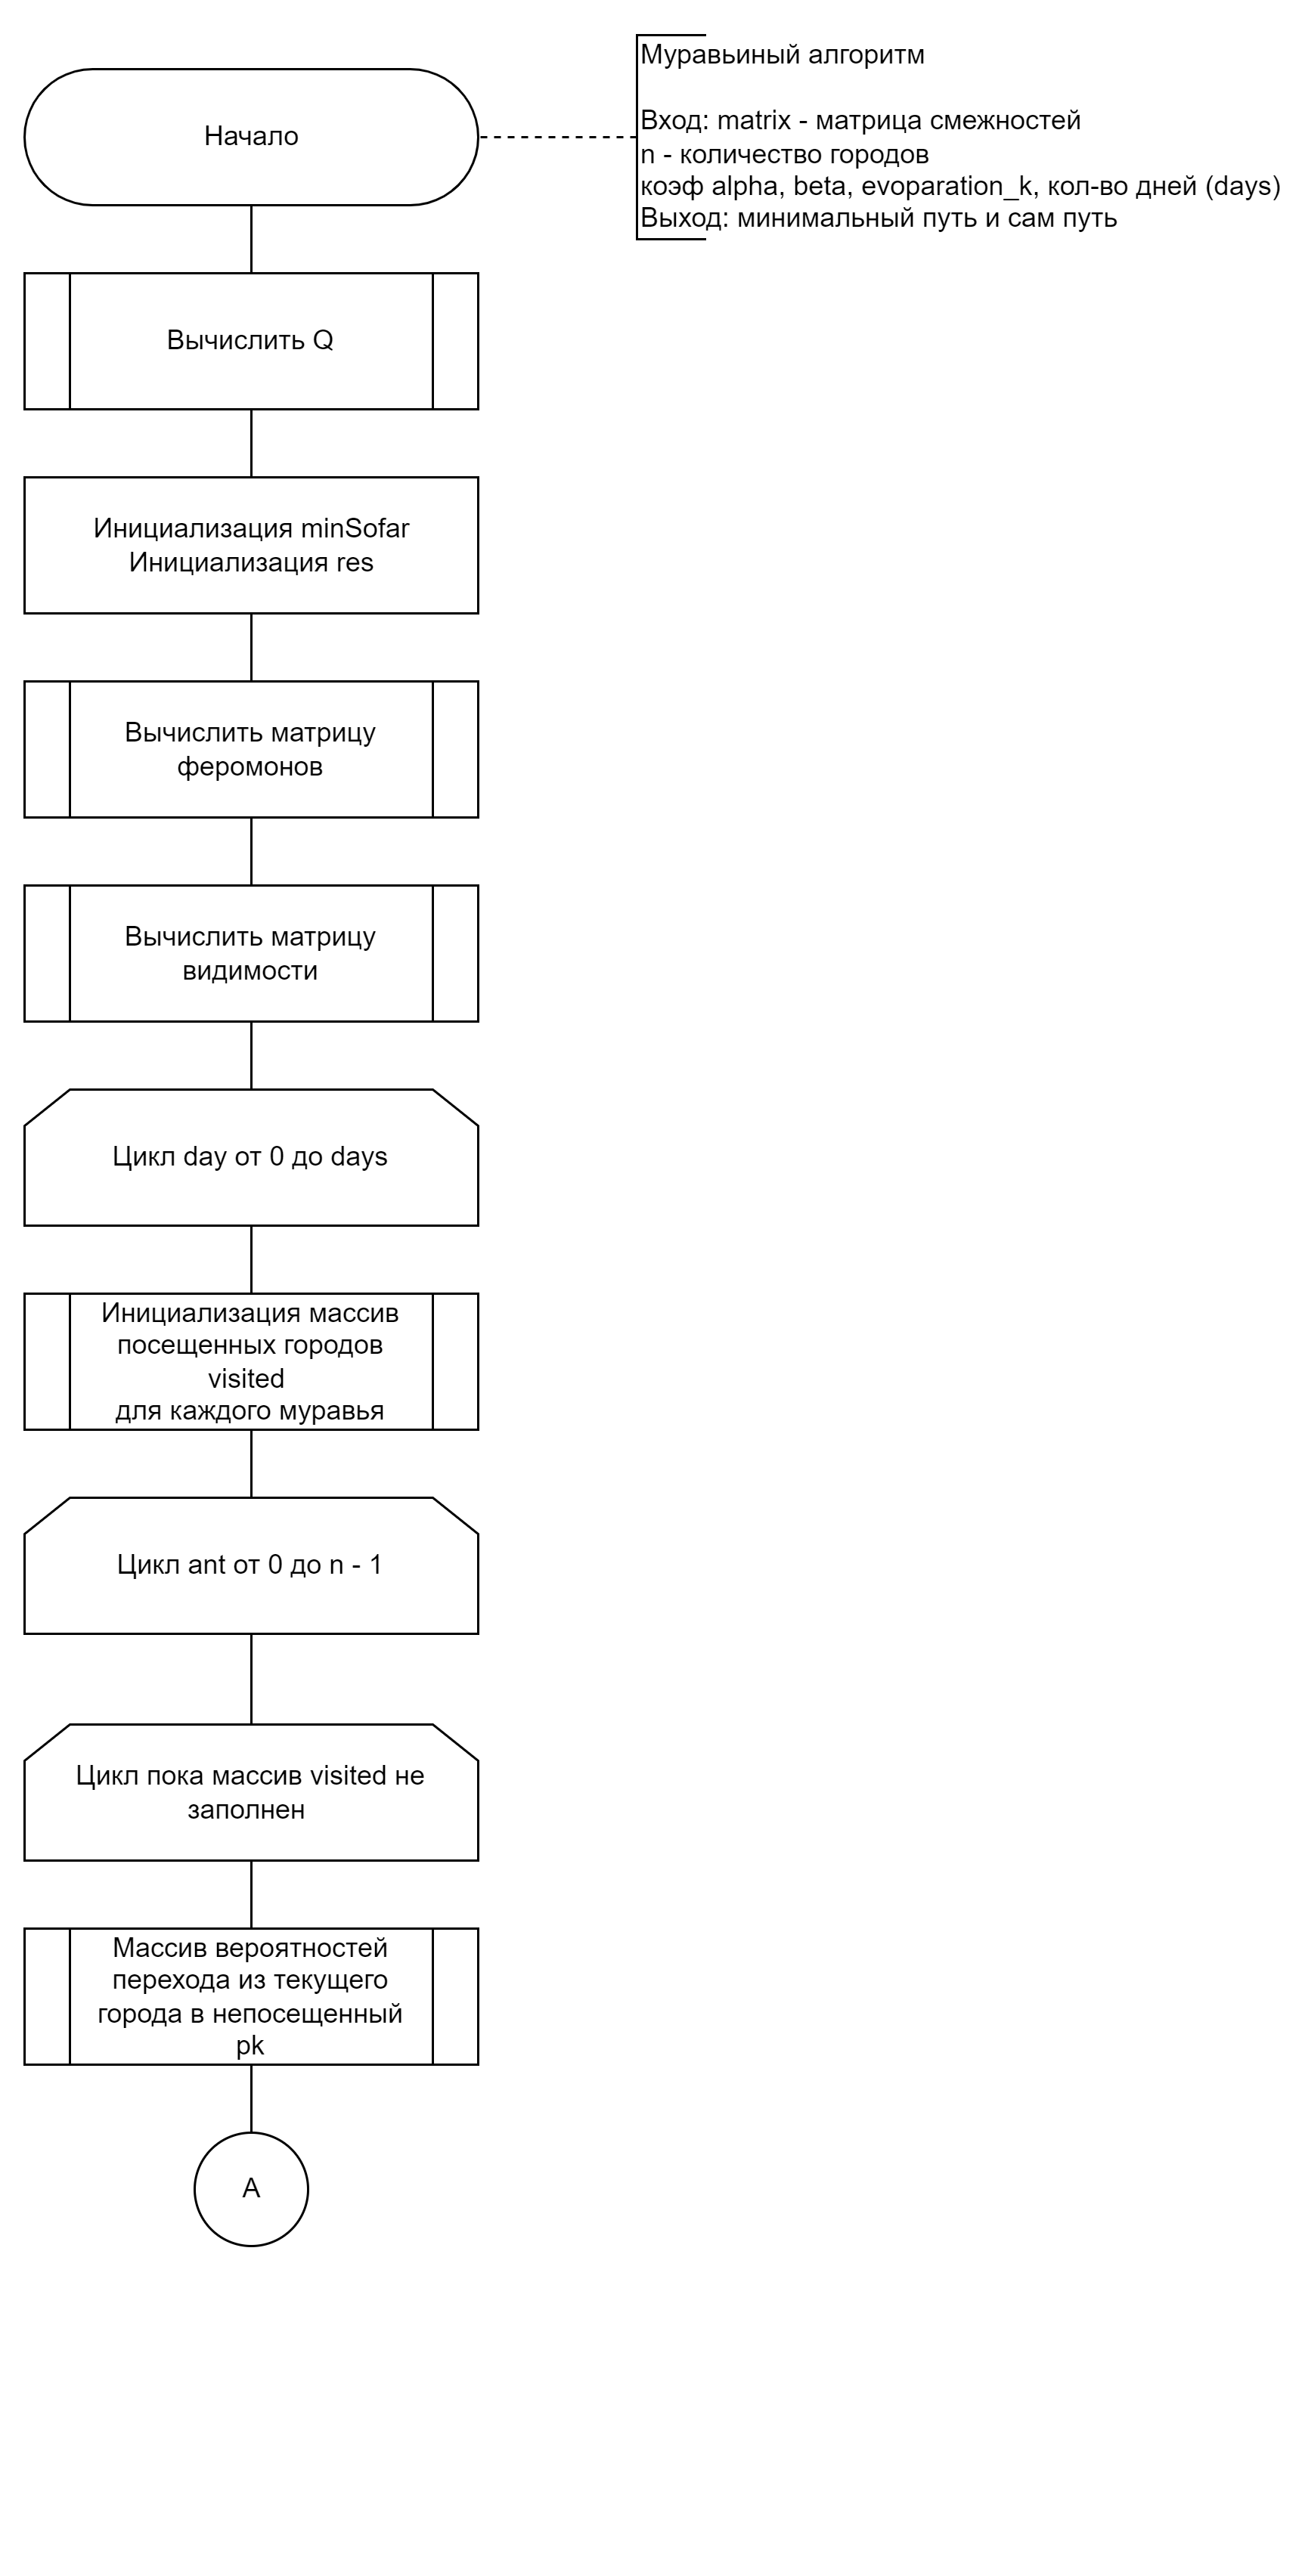 Муравьиный алгоритм
Вход: matrix - матрица смежностей
n - количество городов
коэф alpha, beta, evoparation_k, кол-во дней (days)
Выход: минимальный путь и сам путь
Начало
Вычислить Q
Инициализация minSofar
Инициализация res
Вычислить матрицу
феромонов
Вычислить матрицу
видимости
Цикл day от 0 до days
Инициализация массив
посещенных городов
visited
для каждого муравья
Цикл ant от 0 до n - 1
Цикл пока массив visited не
заполнен
Массив вероятностей
перехода из текущего
города в непосещенный
pk
A